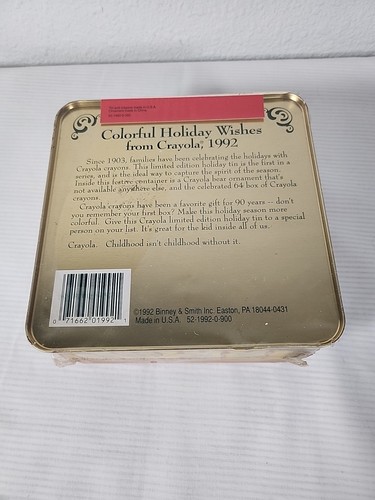 Colorful Holiday Wishes
from Crayola, 1992
Since 1903, families have been celebrating the holidays with
Crayola crayons. This limited edition holiday tin is the first in a
series, and is the ideal way to capture the spirit of the season.
Inside this festive container is a Crayola bear ornament that's
not available anywhere else, and the celebrated 64 box of Crayola
crayons.
Crayola crayons have been a favorite gift for 90 years — don't
you remember your first box? Make this holiday season more
colorful. Give this Crayola limited edition holiday tin to a special
person on your list. It's great for the kid inside all of us.
Crayola. Childhood isn't childhood without it.
0 71662 01992 1
©1992 Binney & Smith Inc. Easton, PA 18044-0431
Made in U.S.A. 52-1992-0-900